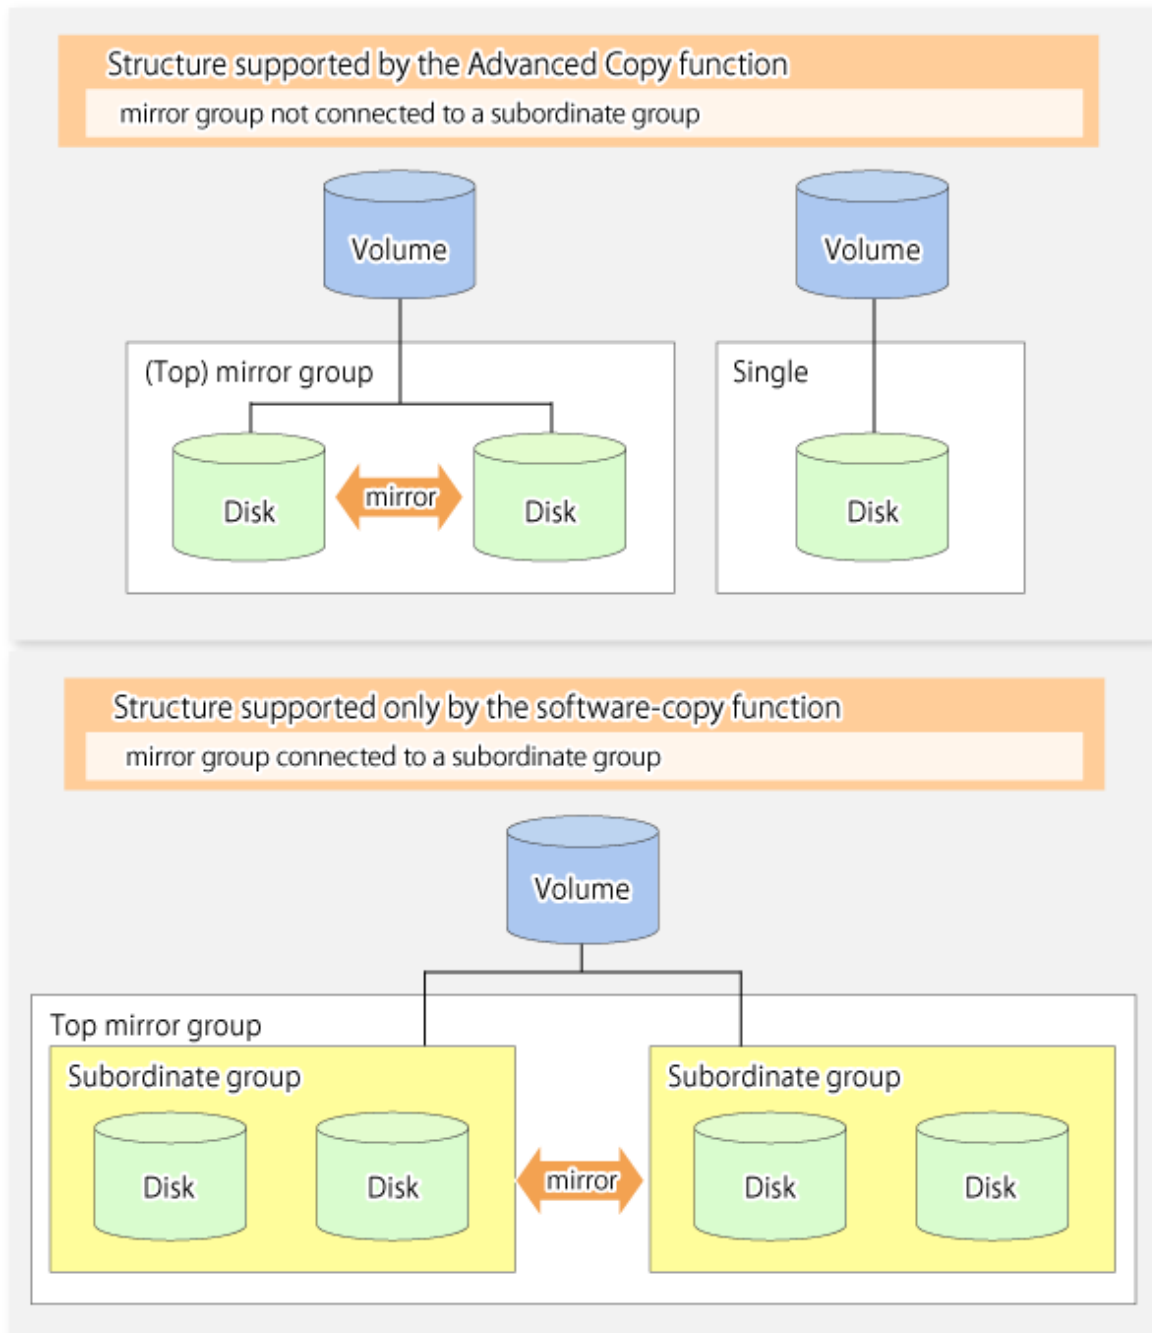 Structure supported by the Advanced Copy function
mirror group not connected to a subordinate group
Volume
Volume
(Top) mirror group
Single
Disk
mirror
Disk
Disk
Structure supported only by the software-copy function
mirror group connected to a subordinate group
Volume
Top mirror group
Subordinate group
Subordinate group
Disk
Disk
mirror
Disk
Disk